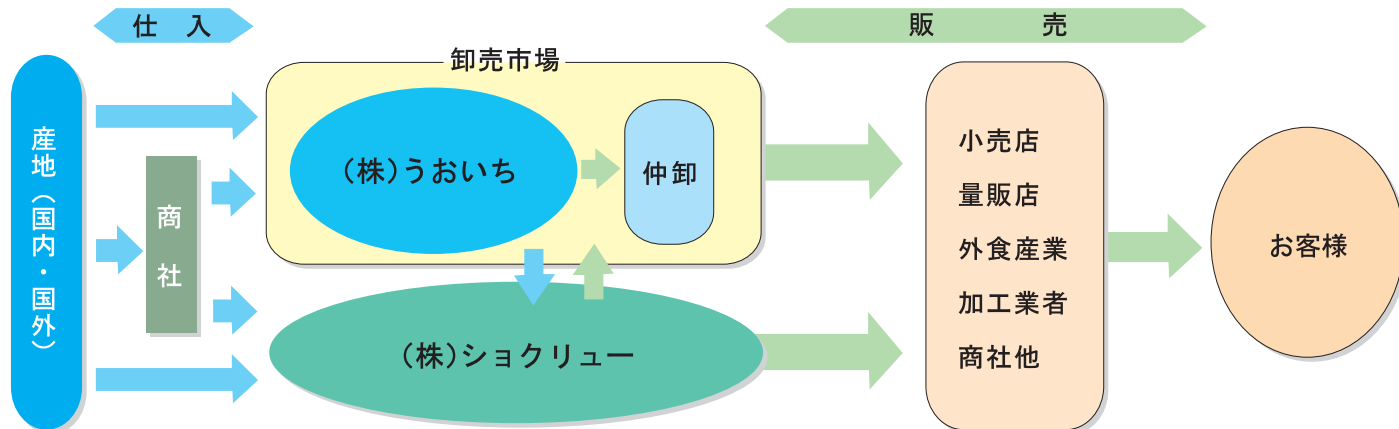 仕入
販売
産地（国内・国外）
商社
卸売市場
（株）うおいち
仲卸
（株）ショクリュー
小売店
量販店
外食産業
加工業者
商社他
お客様